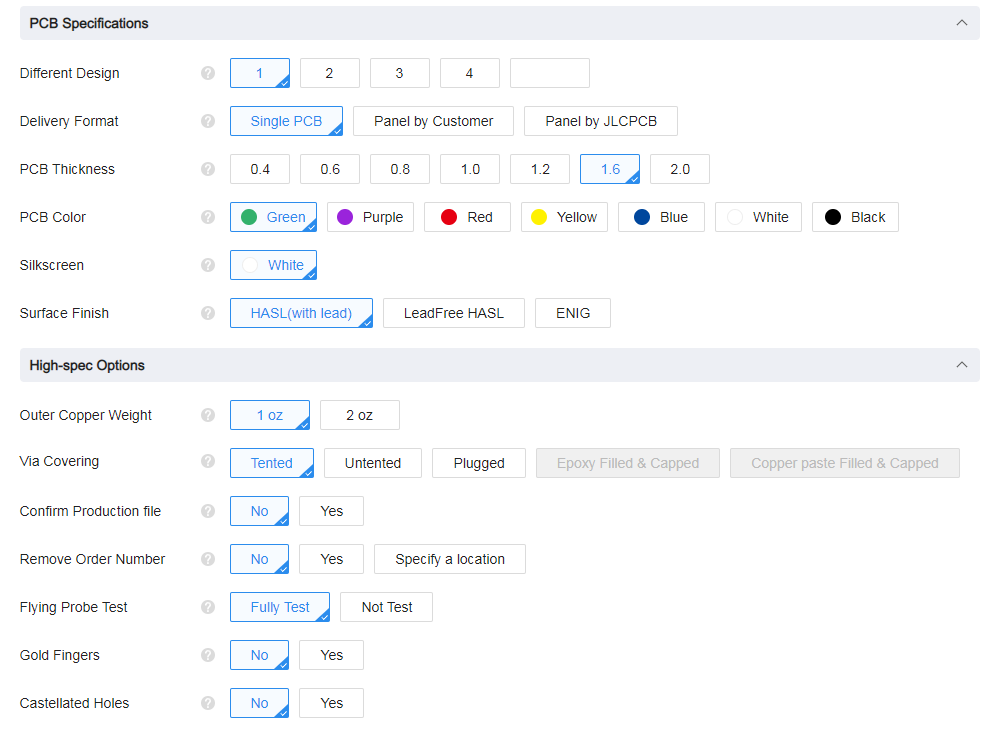 PCB Specifications
Different Design ? 1 2 3 4
Delivery Format ? Single PCB Panel by Customer Panel by JLCPCB
PCB Thickness ? 0.4 0.6 0.8 1.0 1.2 1.6 2.0
PCB Color ? Green Purple Red Yellow Blue White Black
Silkscreen ? White
Surface Finish ? HASL(with lead) LeadFree HASL ENIG
High-spec Options
Outer Copper Weight ? 1 oz 2 oz
Via Covering ? Tented Untented Plugged Epoxy Filled & Capped Copper paste Filled & Capped
Confirm Production file ? No Yes
Remove Order Number ? No Yes Specify a location
Flying Probe Test ? Fully Test Not Test
Gold Fingers ? No Yes
Castellated Holes ? No Yes